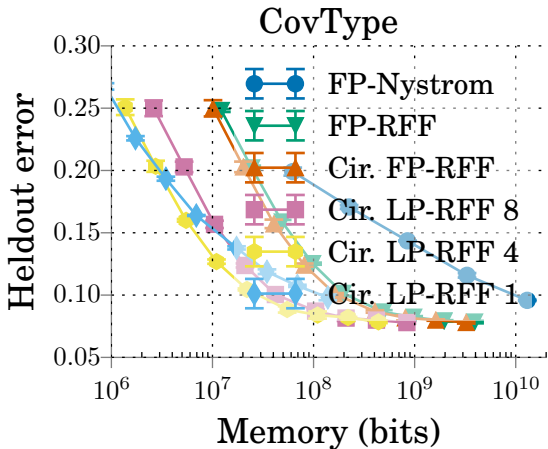 CovType
Heldout error
0.30
0.25
0.20
0.15
0.10
0.05
FP-Nystrom
FP-RFF
Cir. FP-RFF
Cir. LP-RFF 8
Cir. LP-RFF 4
Cir. LP-RFF 1
10^6 10^7 10^8 10^9 10^10
Memory (bits)